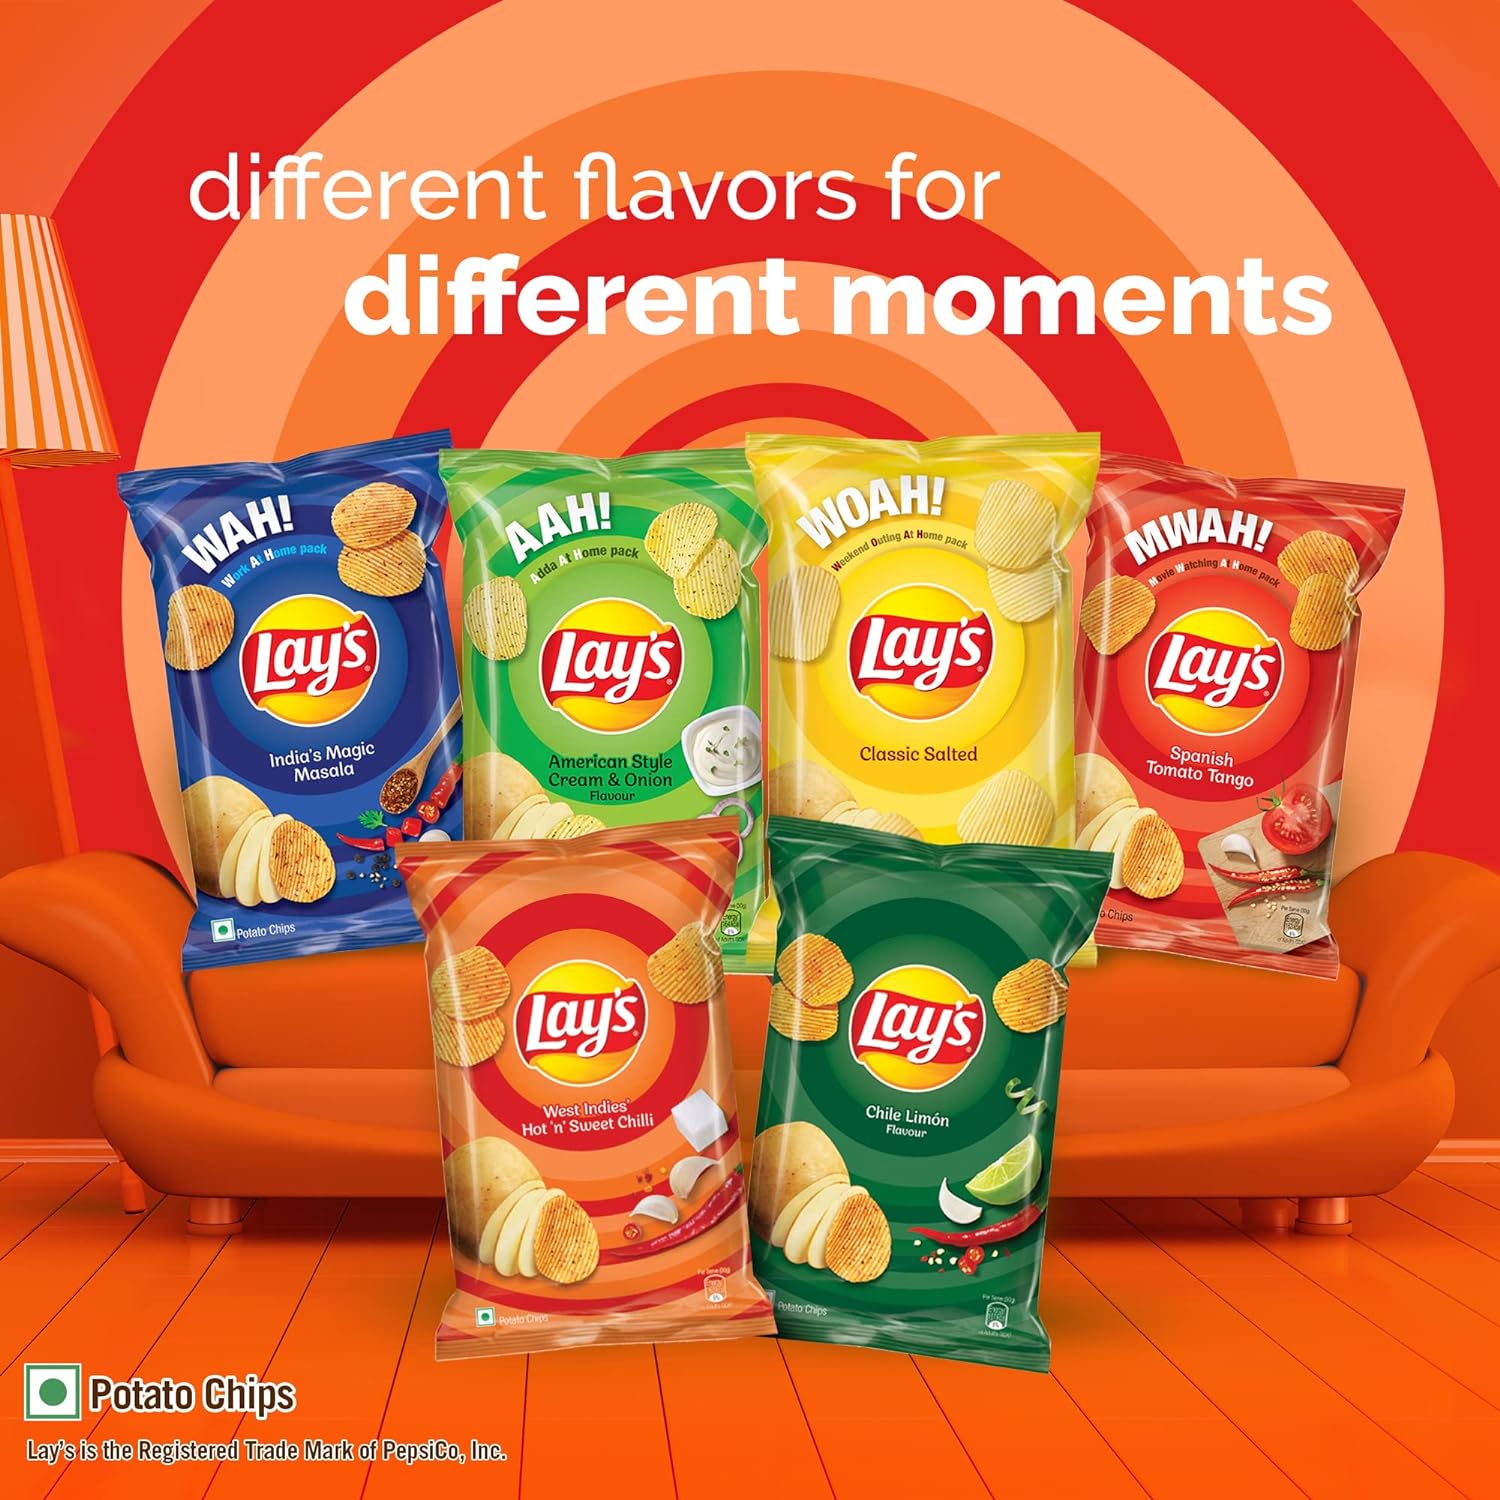 different flavors for
different moments
WAH!
Work At Home pack
Lay's
India's Magic
Masala
Potato Chips
AAH!
Adda At Home pack
Lay's
American Style
Cream & Onion
Flavour
WOAH!
Weekend Outing At Home pack
Lay's
Classic Salted
MWAH!
Movie Watching At Home pack
Lay's
Spanish
Tomato Tango
Chips
Lay's
West Indies'
Hot 'n' Sweet Chilli
Potato Chips
Lay's
Chile Limón
Flavour
Potato Chips
Potato Chips
Lay's is the Registered Trade Mark of PepsiCo, Inc.